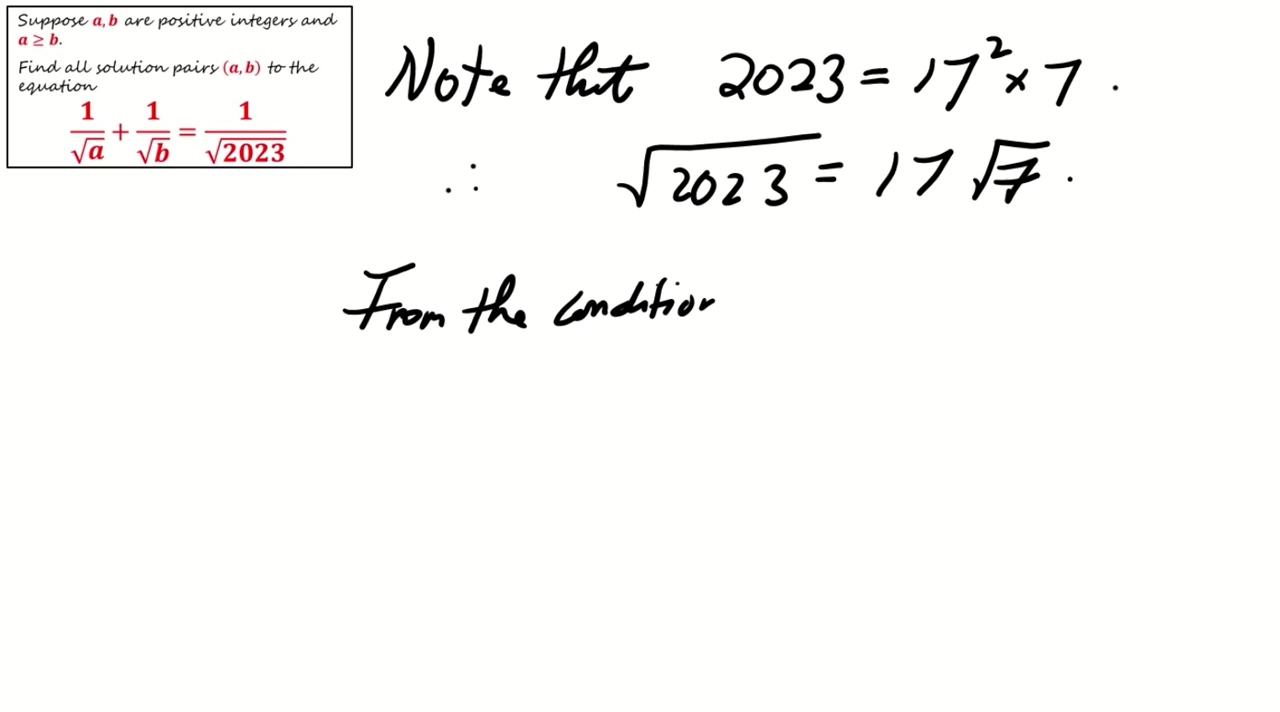 Suppose a, b are positive integers and
a ≥ b.
Find all solution pairs (a, b) to the
equation
1/√a + 1/√b = 1/√2023
Note that 2023 = 17² × 7 .
∴ √2023 = 17 √7 .
From the condition